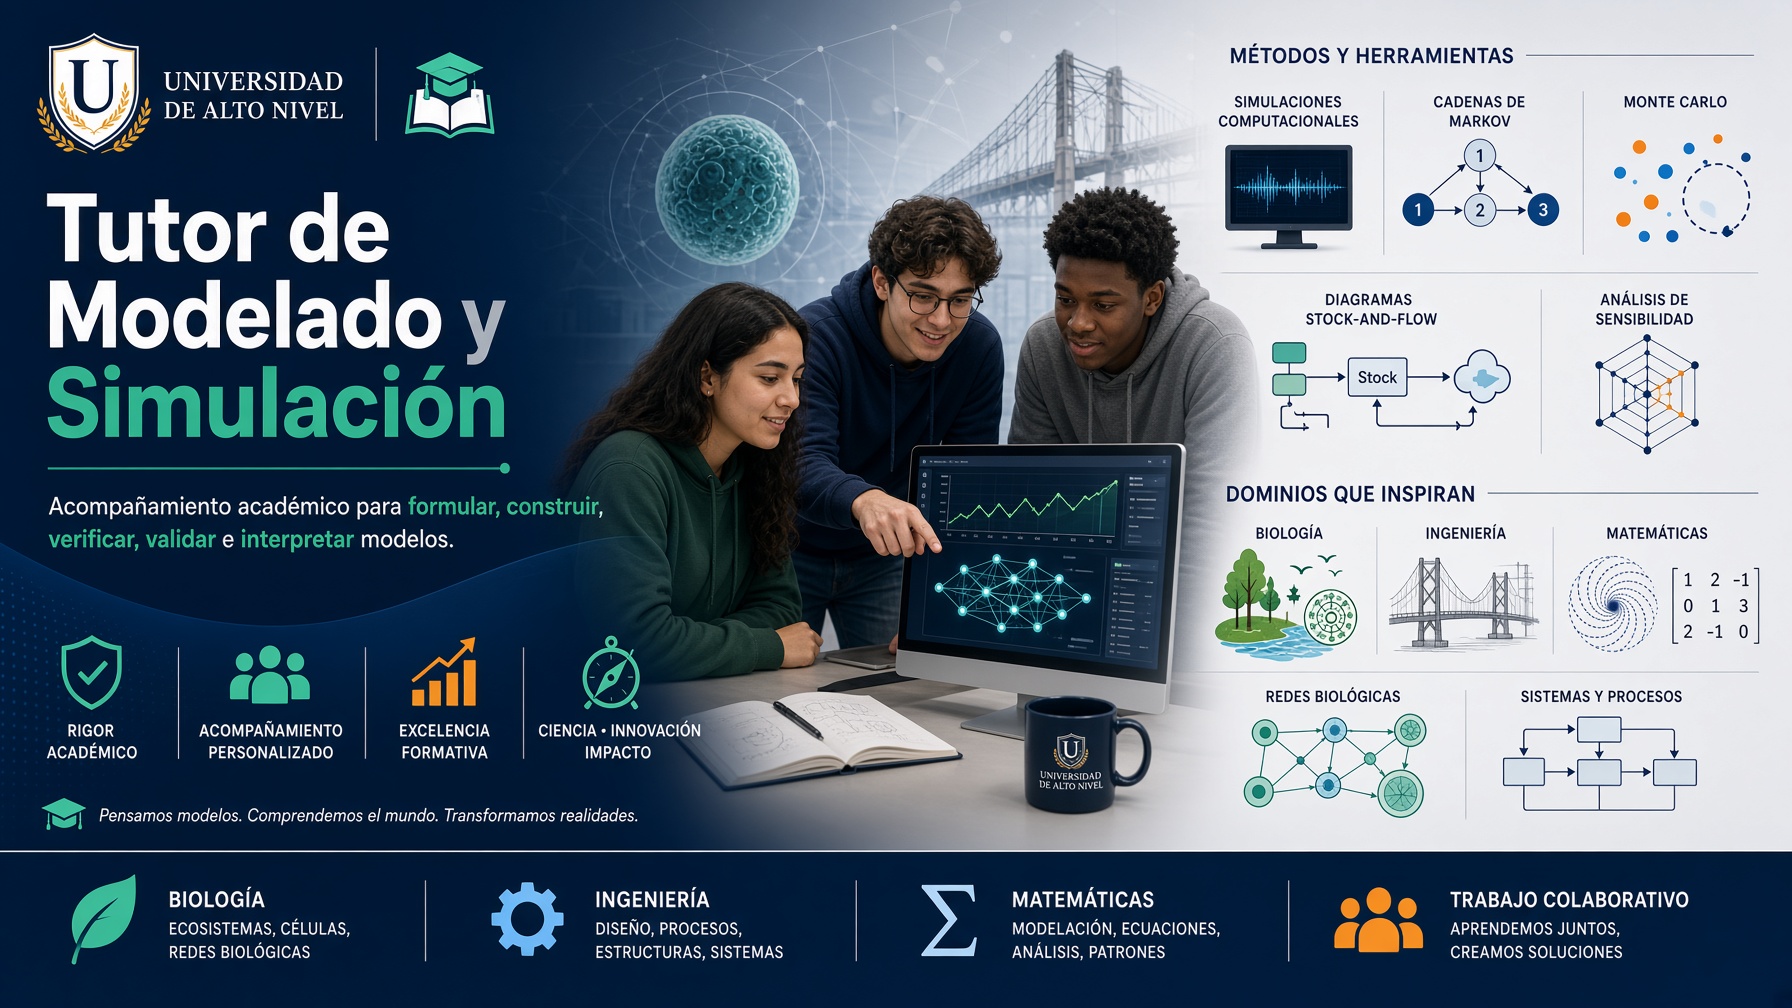 U
UNIVERSIDAD
DE ALTO NIVEL
Tutor de
Modelado y
Simulación
Acompañamiento académico para formular, construir,
verificar, validar e interpretar modelos.
RIGOR
ACADÉMICO
ACOMPAÑAMIENTO
PERSONALIZADO
EXCELENCIA
FORMATIVA
CIENCIA • INNOVACIÓN
IMPACTO
Pensamos modelos. Comprendemos el mundo. Transformamos realidades.
U
UNIVERSIDAD
DE ALTO NIVEL
MÉTODOS Y HERRAMIENTAS
SIMULACIONES
COMPUTACIONALES
CADENAS DE
MARKOV
1
1
2
3
MONTE CARLO
DIAGRAMAS
STOCK-AND-FLOW
Stock
ANÁLISIS DE
SENSIBILIDAD
DOMINIOS QUE INSPIRAN
BIOLOGÍA
INGENIERÍA
MATEMÁTICAS
1 2 -1
0 1 3
2 -1 0
REDES BIOLÓGICAS
SISTEMAS Y PROCESOS
BIOLOGÍA
ECOSISTEMAS, CÉLULAS,
REDES BIOLÓGICAS
INGENIERÍA
DISEÑO, PROCESOS,
ESTRUCTURAS, SISTEMAS
Σ
MATEMÁTICAS
MODELACIÓN, ECUACIONES,
ANÁLISIS, PATRONES
TRABAJO COLABORATIVO
APRENDEMOS JUNTOS,
CREAMOS SOLUCIONES